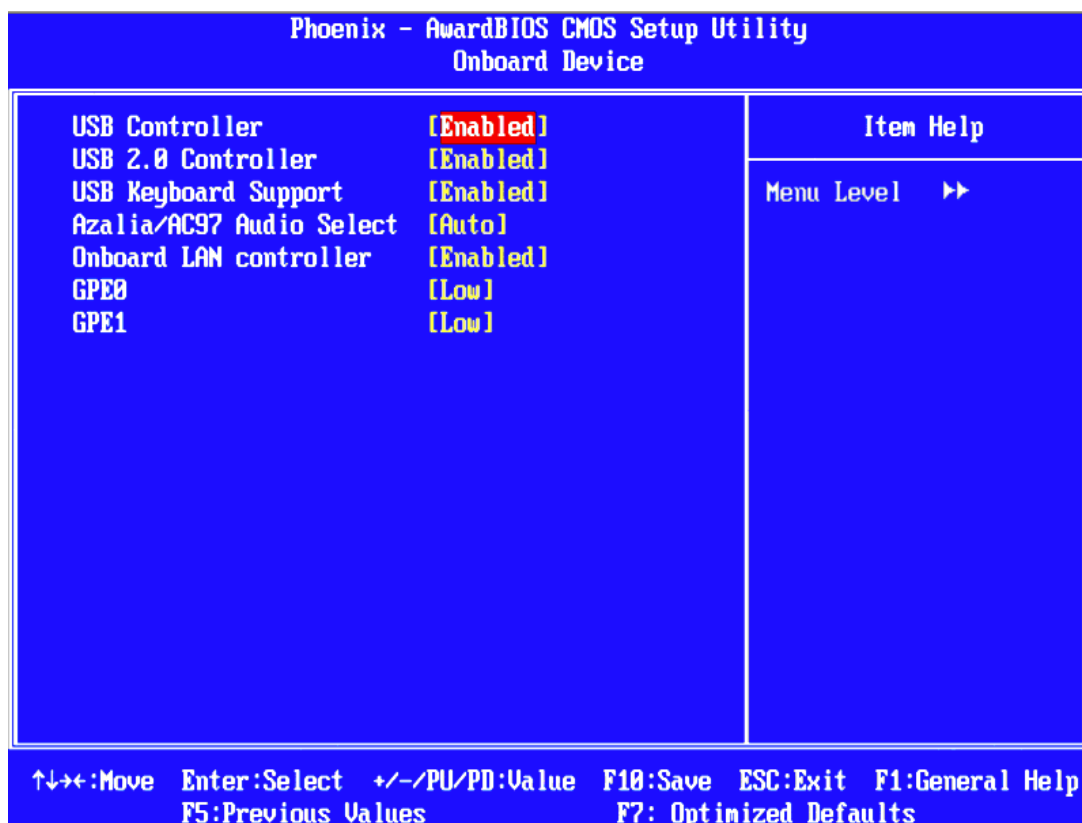 Phoenix - AwardBIOS CMOS Setup Utility
Onboard Device
USB Controller [Enabled]
USB 2.0 Controller [Enabled]
USB Keyboard Support [Enabled]
Azalia/AC97 Audio Select [Auto]
Onboard LAN controller [Enabled]
GPE0 [Low]
GPE1 [Low]
Item Help
Menu Level ▸▸
↑↓→←:Move Enter:Select +/-/PU/PD:Value F10:Save ESC:Exit F1:General Help
F5:Previous Values F7: Optimized Defaults